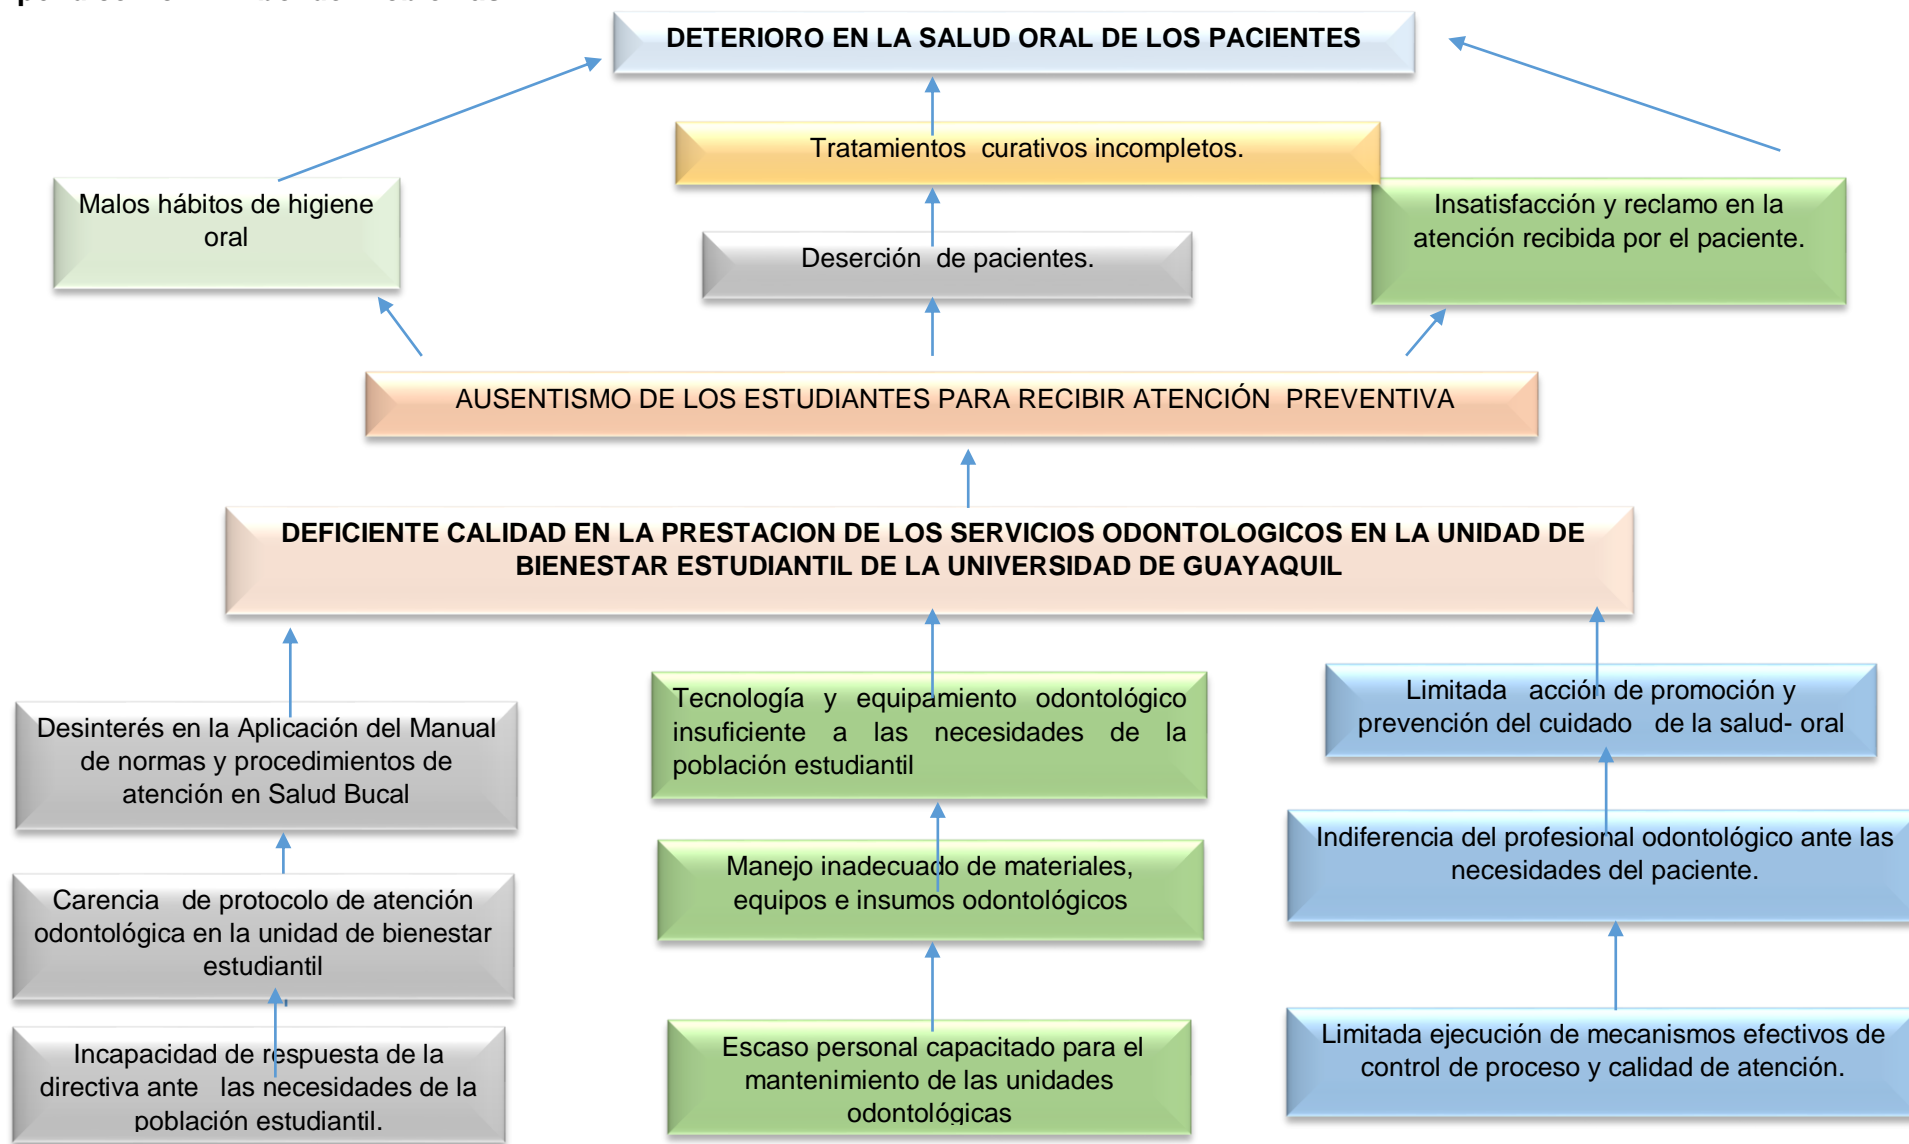 DETERIORO EN LA SALUD ORAL DE LOS PACIENTES
Tratamientos curativos incompletos.
Malos hábitos de higiene
oral
Insatisfacción y reclamo en la
atención recibida por el paciente.
Deserción de pacientes.
AUSENTISMO DE LOS ESTUDIANTES PARA RECIBIR ATENCIÓN PREVENTIVA
DEFICIENTE CALIDAD EN LA PRESTACION DE LOS SERVICIOS ODONTOLOGICOS EN LA UNIDAD DE
BIENESTAR ESTUDIANTIL DE LA UNIVERSIDAD DE GUAYAQUIL
Desinterés en la Aplicación del Manual
de normas y procedimientos de
atención en Salud Bucal
Tecnología y equipamiento odontológico
insuficiente a las necesidades de la
población estudiantil
Limitada acción de promoción y
prevención del cuidado de la salud- oral
Carencia de protocolo de atención
odontológica en la unidad de bienestar
estudiantil
Manejo inadecuado de materiales,
equipos e insumos odontológicos
Indiferencia del profesional odontológico ante las
necesidades del paciente.
Incapacidad de respuesta de la
directiva ante las necesidades de la
población estudiantil.
Escaso personal capacitado para el
mantenimiento de las unidades
odontológicas
Limitada ejecución de mecanismos efectivos de
control de proceso y calidad de atención.